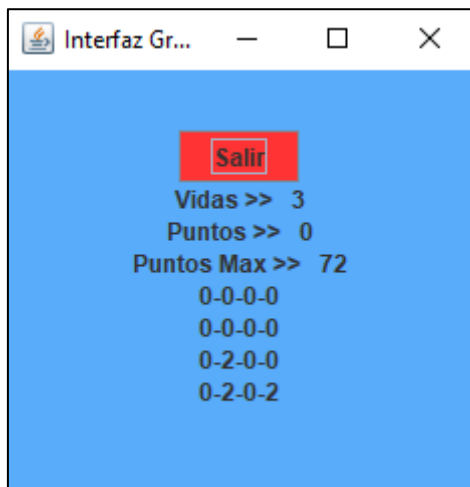 Interfaz Gr...
Salir
Vidas >> 3
Puntos >> 0
Puntos Max >> 72
0-0-0-0
0-0-0-0
0-2-0-0
0-2-0-2